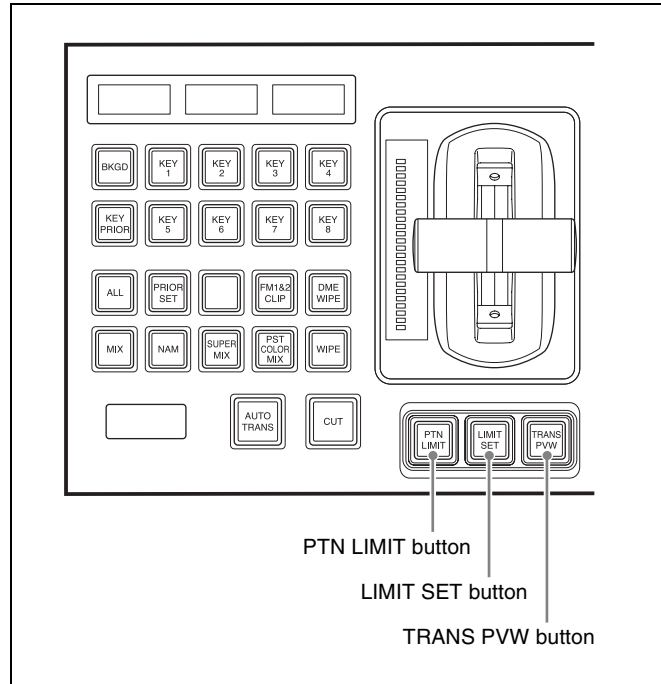 BKGD
KEY
1
KEY
2
KEY
3
KEY
4
KEY
PRIOR
KEY
5
KEY
6
KEY
7
KEY
8
ALL
PRIOR
SET
FM1&2
CLIP
DME
WIPE
MIX
NAM
SUPER
MIX
PST
COLOR
MIX
WIPE
AUTO
TRANS
CUT
PTN
LIMIT
LIMIT
SET
TRANS
PVW
PTN LIMIT button
LIMIT SET button
TRANS PVW button